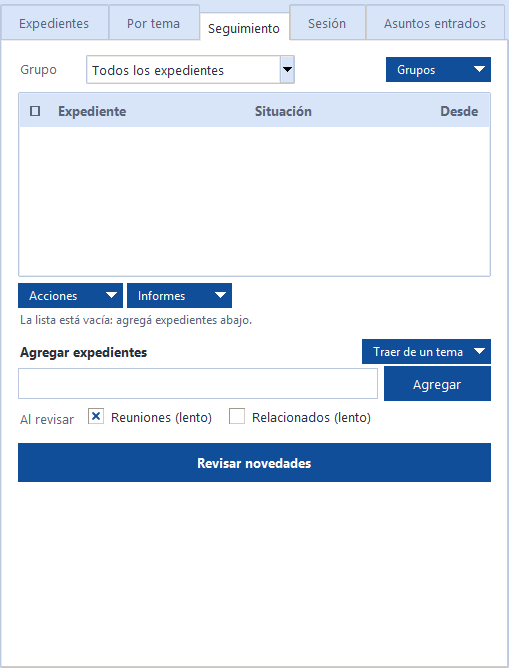 Expedientes
Por tema
Seguimiento
Sesión
Asuntos entrados
Grupo
Todos los expedientes
Grupos
Expediente
Situación
Desde
Acciones
Informes
La lista está vacía: agregá expedientes abajo.
Agregar expedientes
Traer de un tema
Agregar
Al revisar
Reuniones (lento)
Relacionados (lento)
Revisar novedades